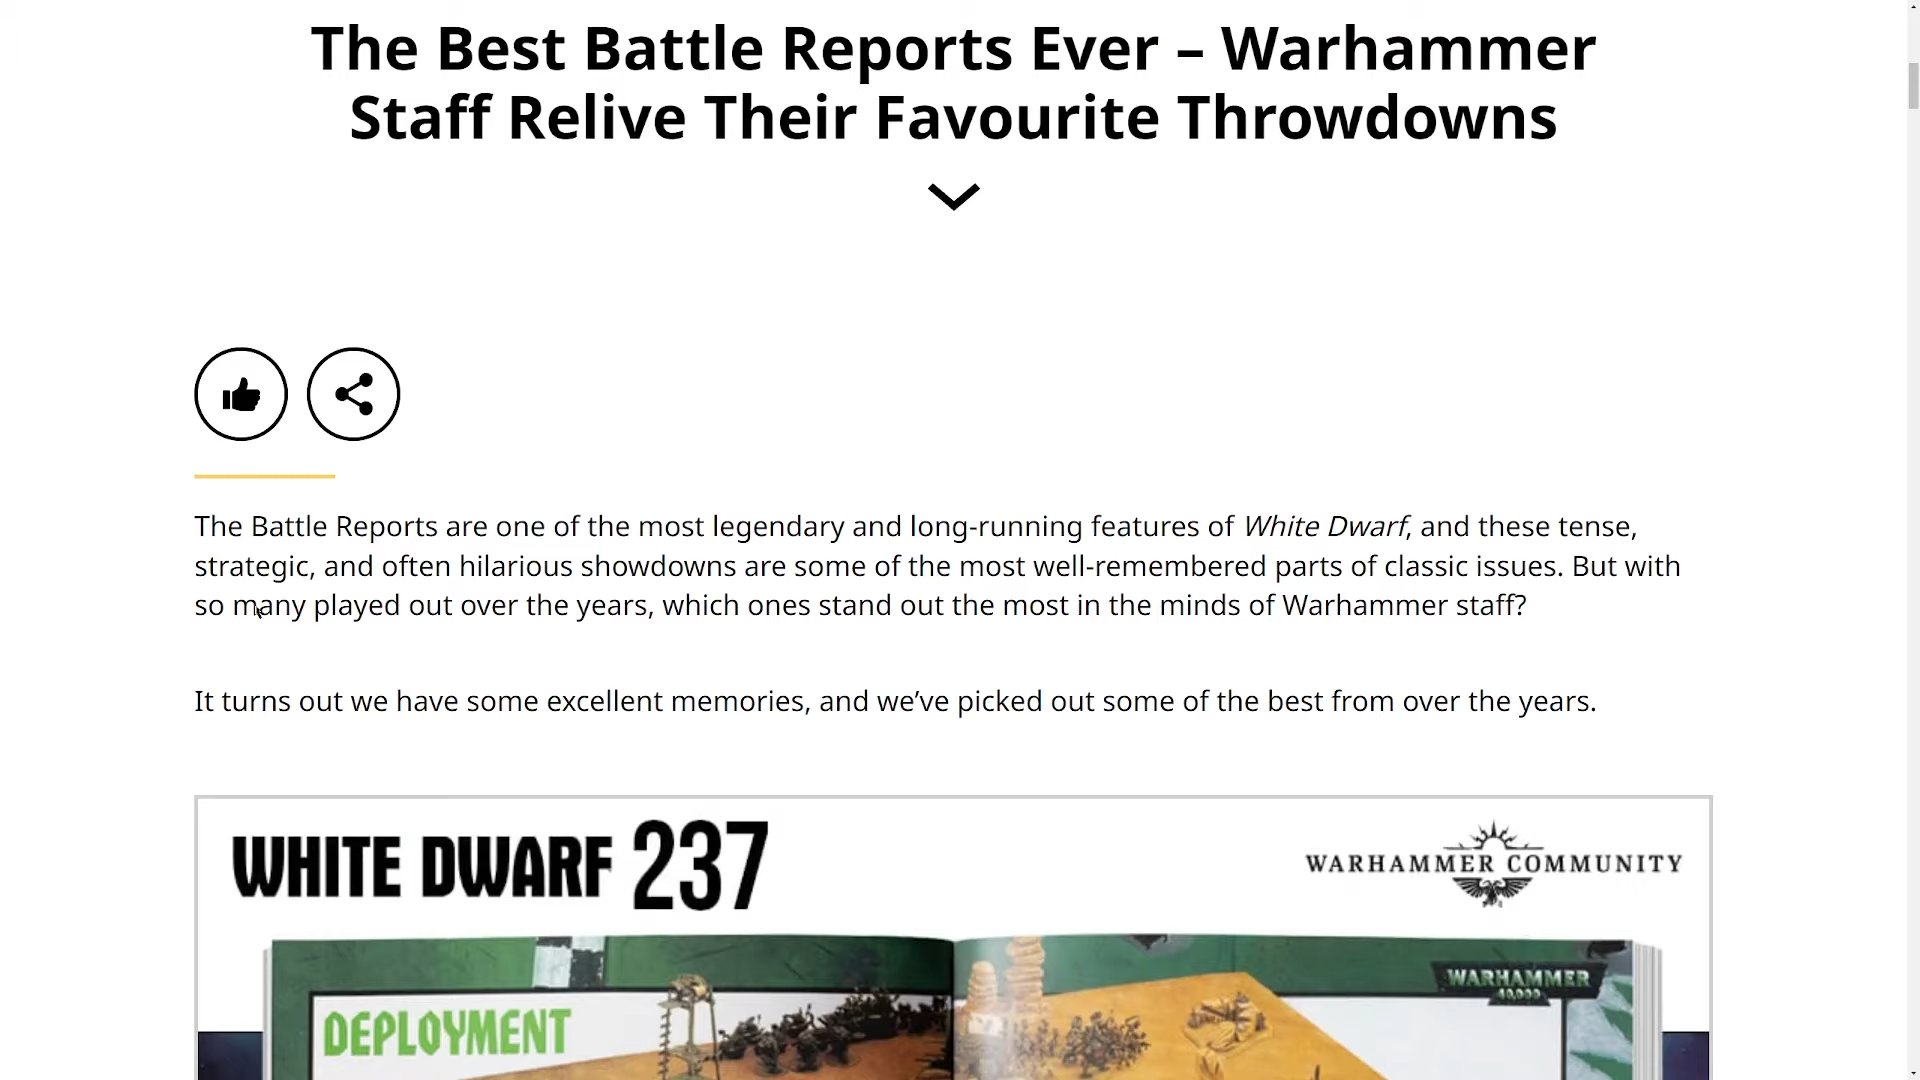 The Best Battle Reports Ever – Warhammer
Staff Relive Their Favourite Throwdowns
The Battle Reports are one of the most legendary and long-running features of White Dwarf, and these tense,
strategic, and often hilarious showdowns are some of the most well-remembered parts of classic issues. But with
so many played out over the years, which ones stand out the most in the minds of Warhammer staff?
It turns out we have some excellent memories, and we’ve picked out some of the best from over the years.
WHITE DWARF 237
WARHAMMER COMMUNITY
WARHAMMER
40,000
DEPLOYMENT